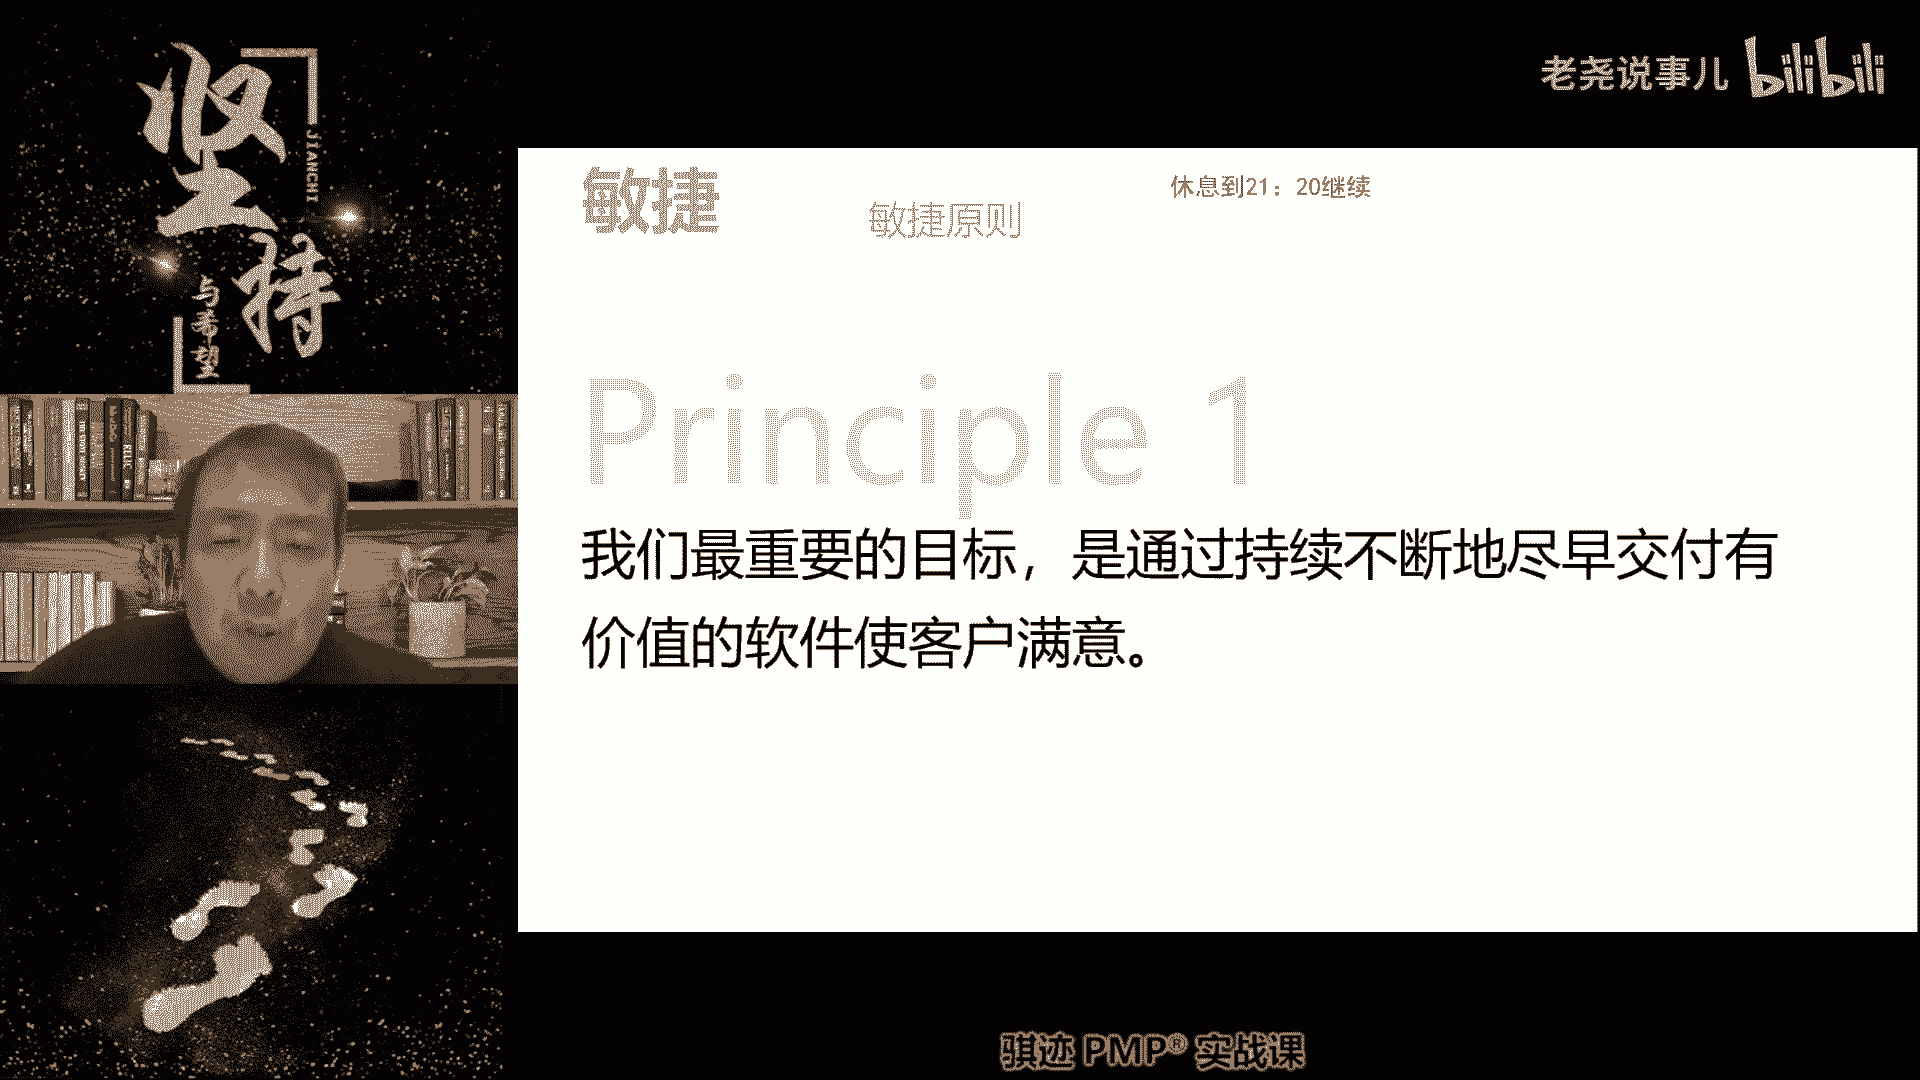 坚持
JIANCHI
与希望
老尧说事儿 bilibili
敏捷
敏捷原则
休息到21：20继续
Principle 1
我们最重要的目标，是通过持续不断地尽早交付有
价值的软件使客户满意。
骐迹 PMP® 实战课